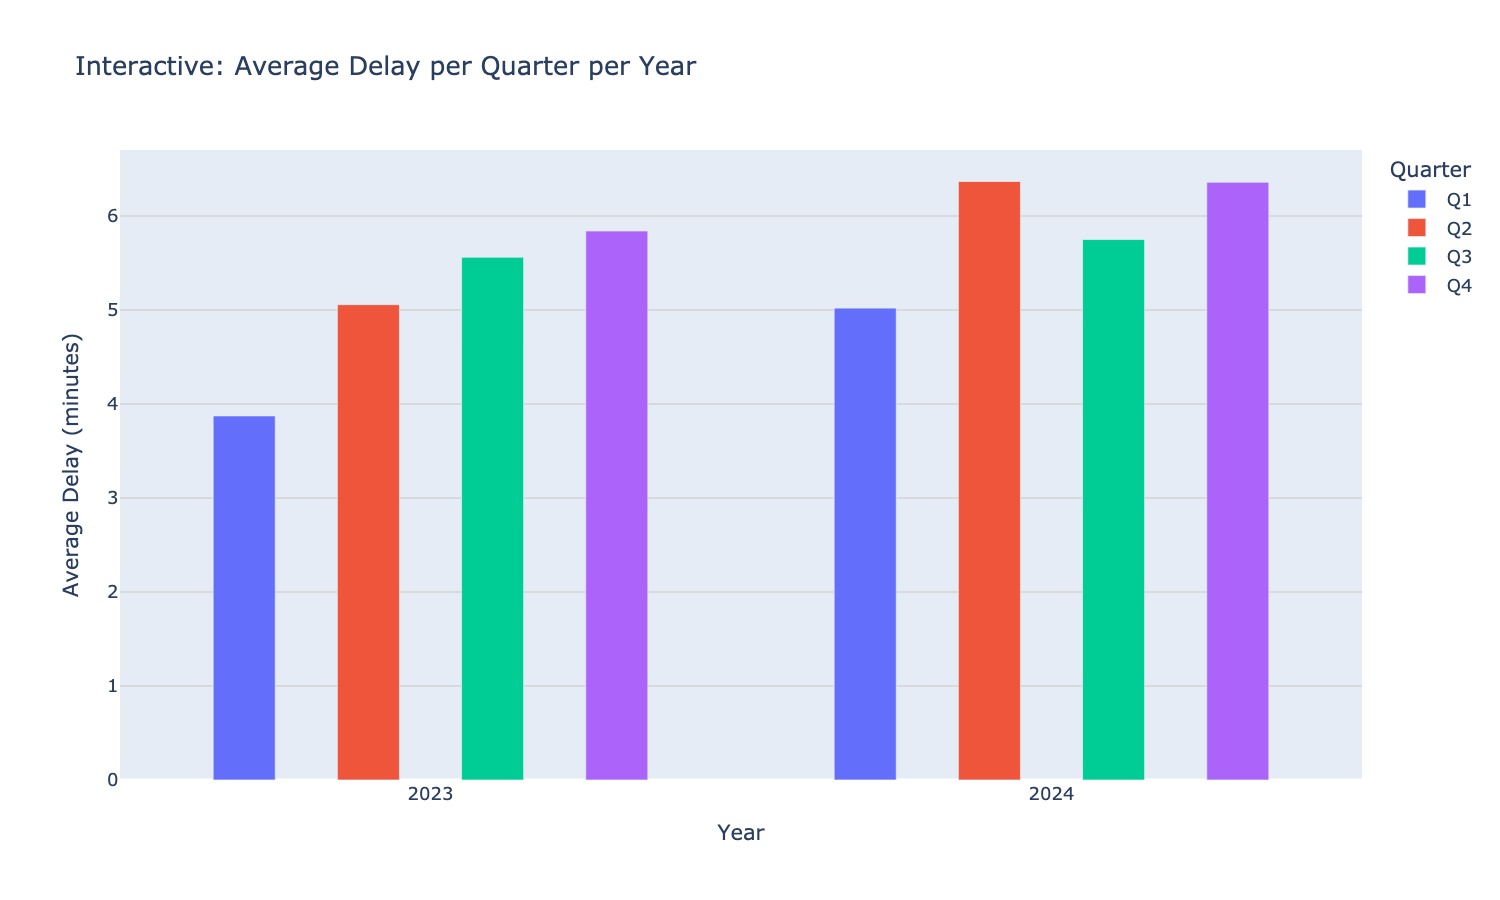 Interactive: Average Delay per Quarter per Year
Quarter
Q1
Q2
Q3
Q4
Average Delay (minutes)
6
5
4
3
2
1
0
2023
2024
Year